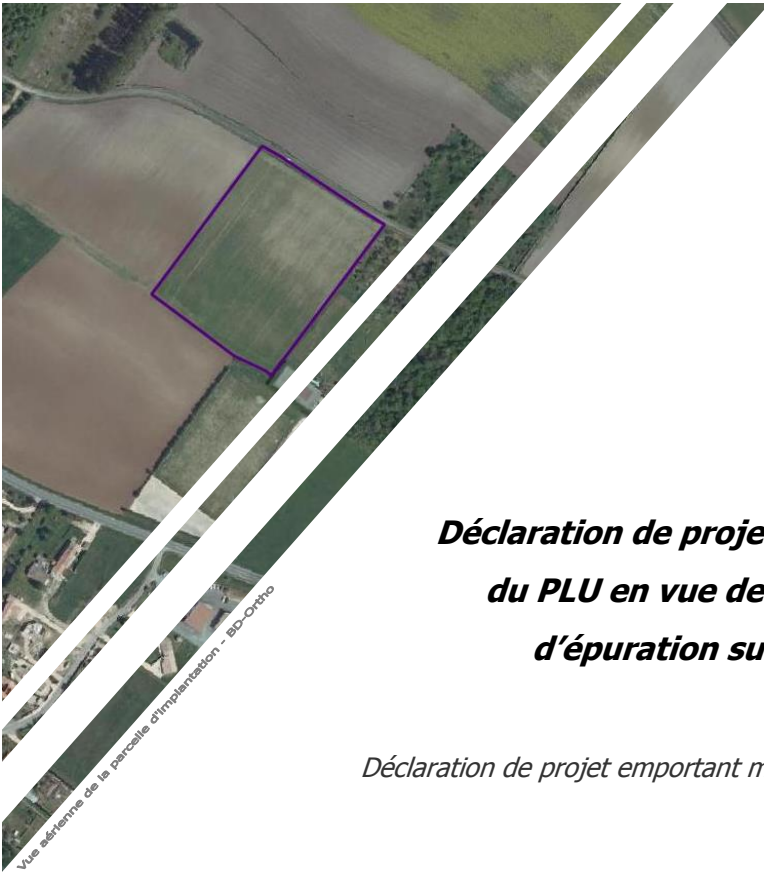 Déclaration de proje
du PLU en vue de
d’épuration su
Déclaration de projet emportant m
Vue aérienne de la parcelle d'implantation - BD-Ortho